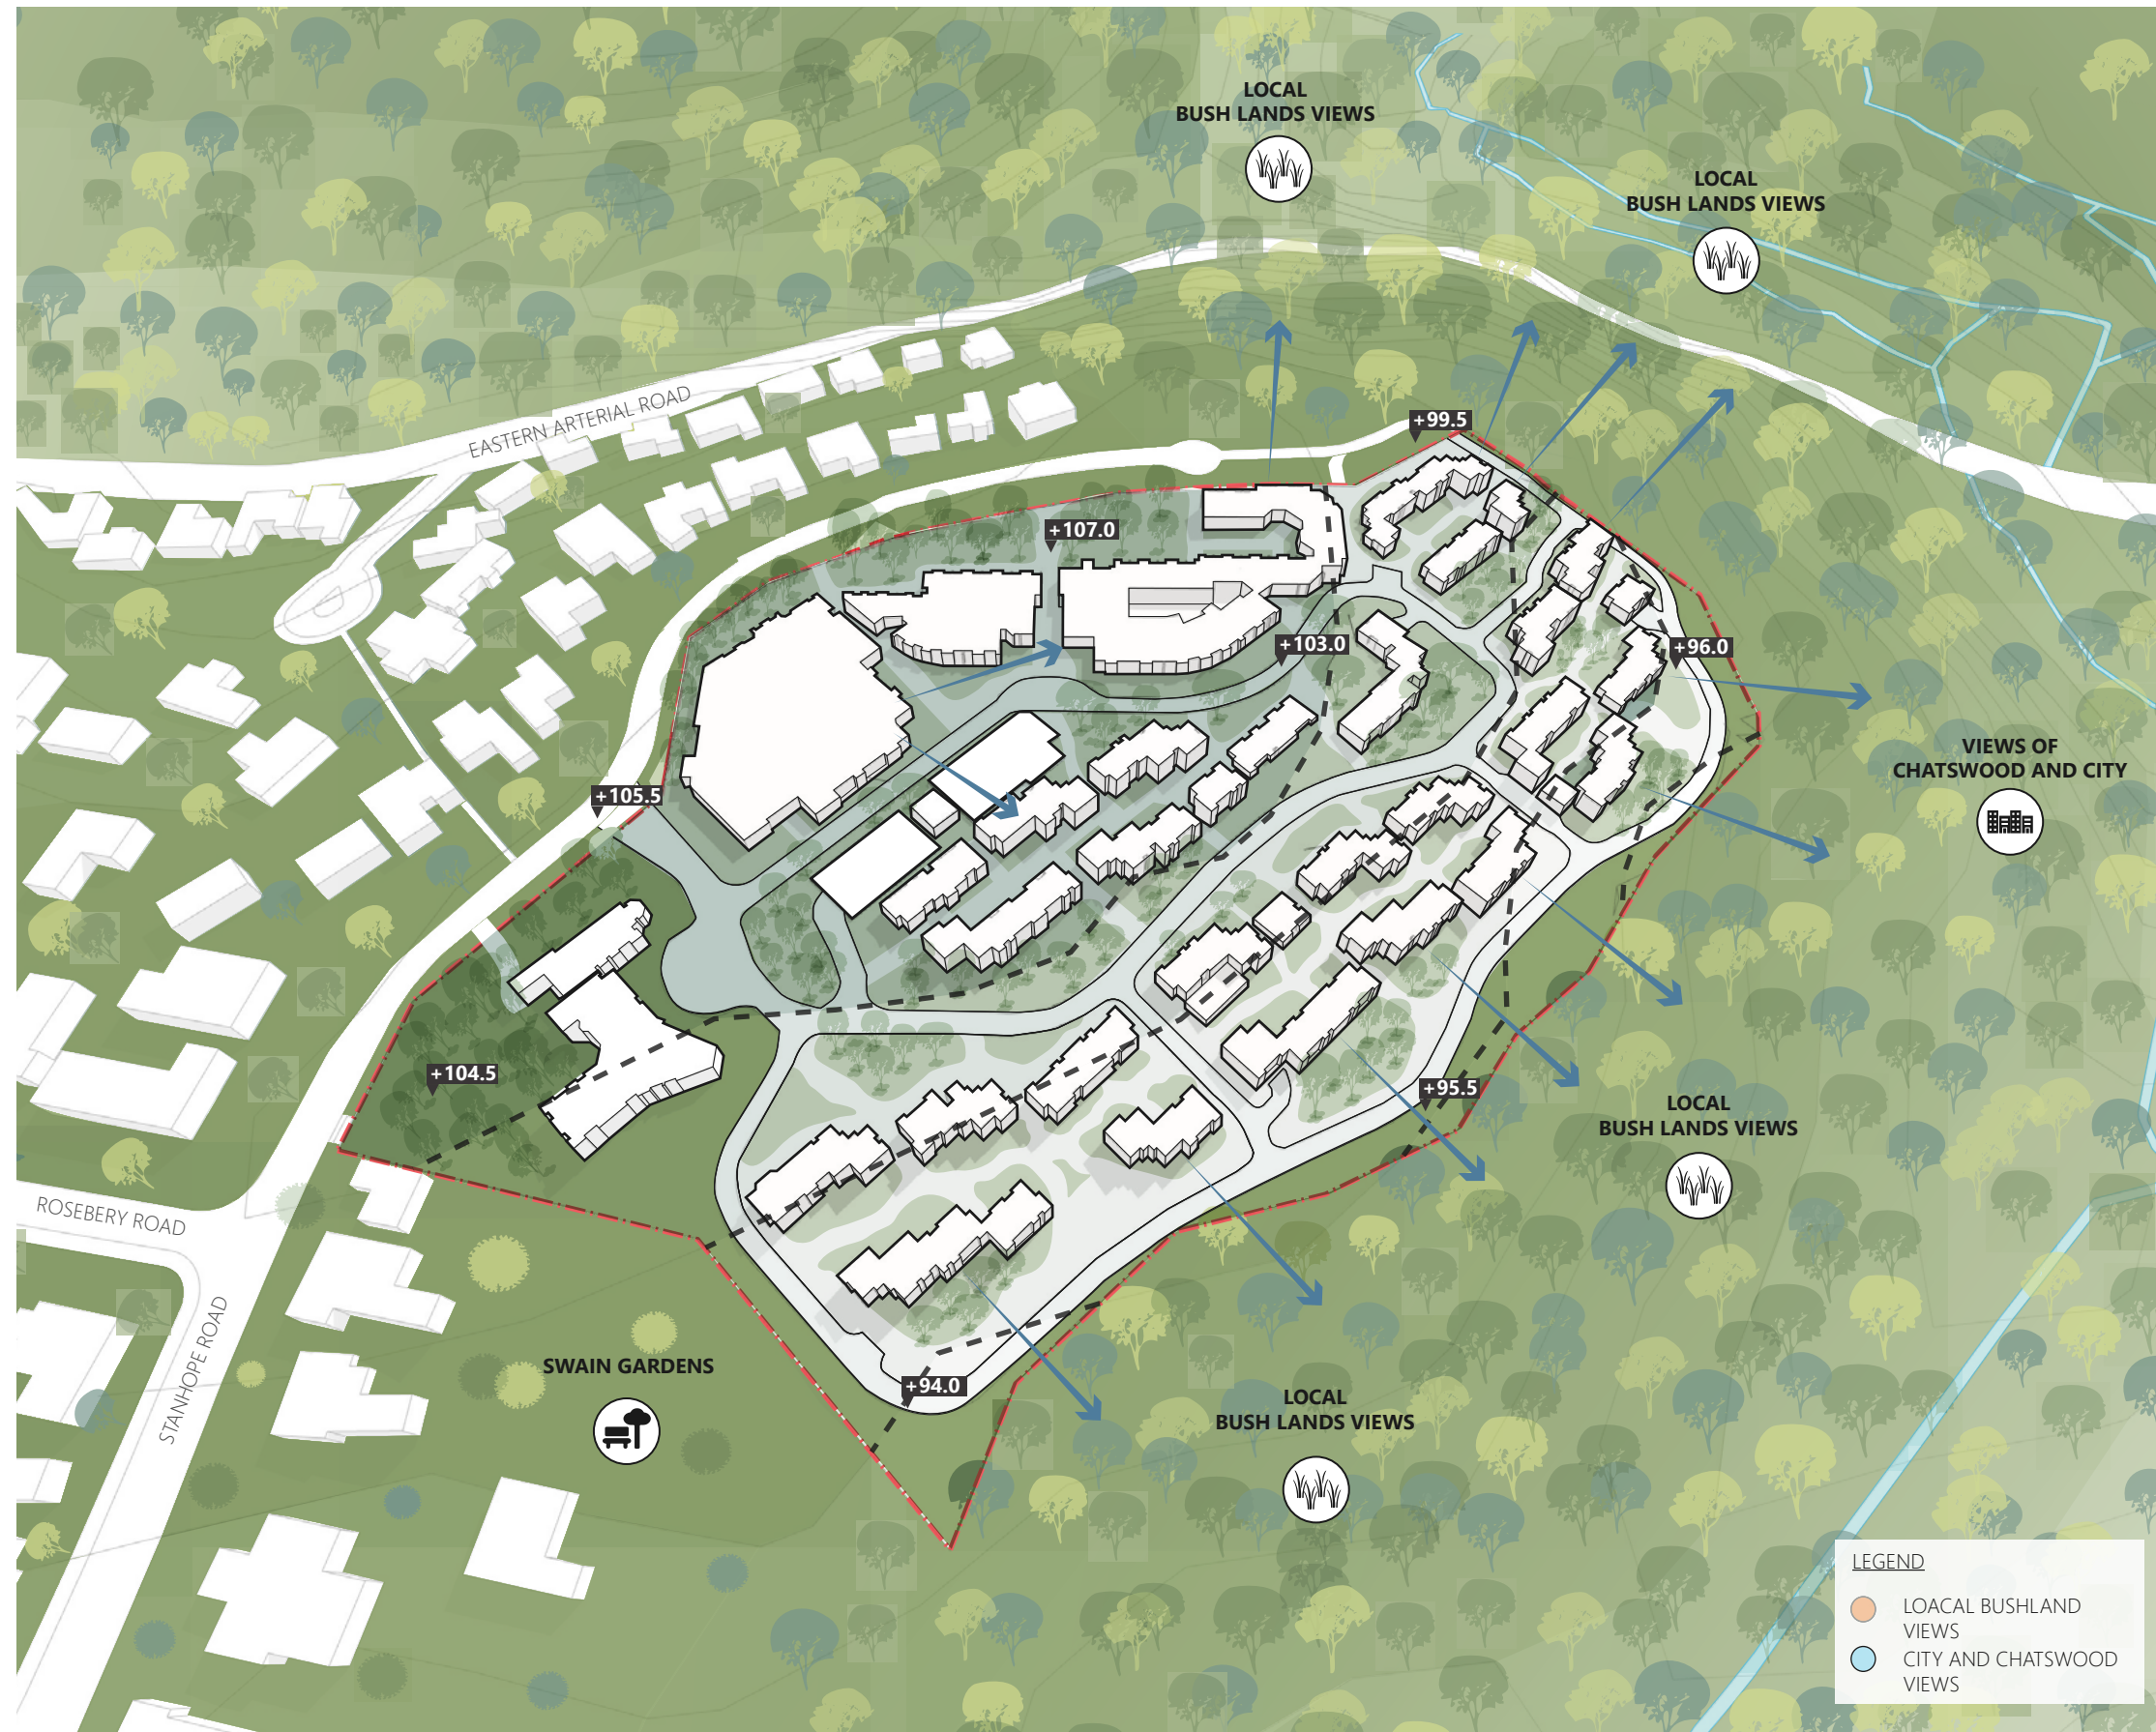 LOCAL
BUSH LANDS VIEWS
LOCAL
BUSH LANDS VIEWS
EASTERN ARTERIAL ROAD
+99.5
+107.0
+103.0
+96.0
VIEWS OF
CHATSWOOD AND CITY
+105.5
+104.5
+95.5
LOCAL
BUSH LANDS VIEWS
ROSEBERY ROAD
STANHOPE ROAD
SWAIN GARDENS
+94.0
LOCAL
BUSH LANDS VIEWS
LEGEND
LOACAL BUSHLAND
VIEWS
CITY AND CHATSWOOD
VIEWS